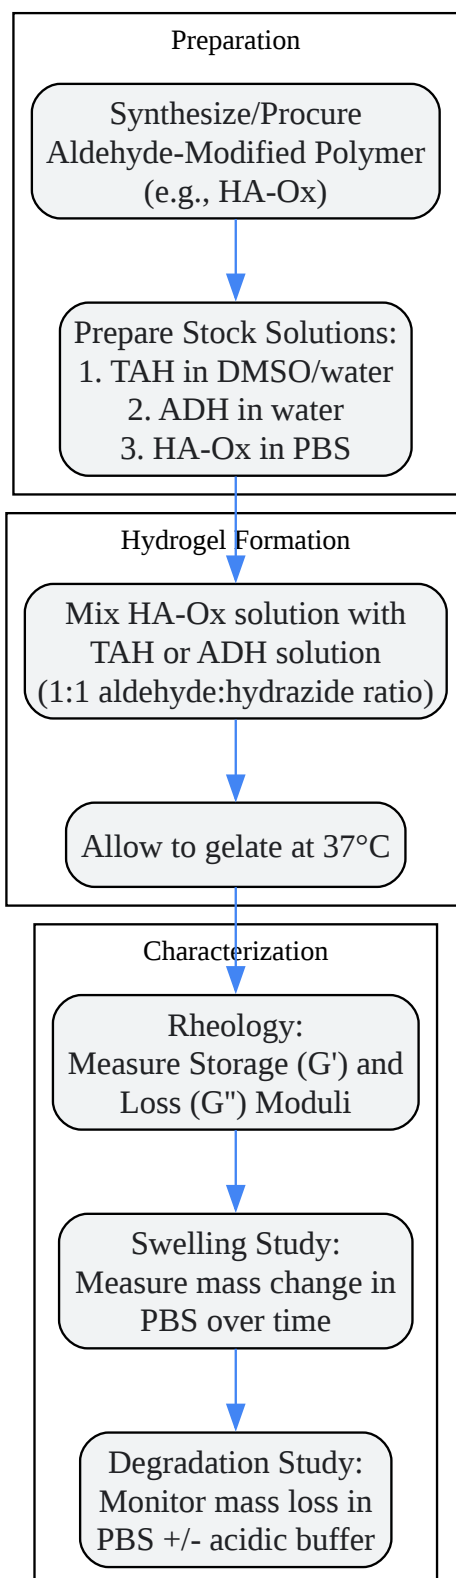 Preparation
Synthesize/Procure
Aldehyde-Modified Polymer
(e.g., HA-Ox)
Prepare Stock Solutions:
1. TAH in DMSO/water
2. ADH in water
3. HA-Ox in PBS
Hydrogel Formation
Mix HA-Ox solution with
TAH or ADH solution
(1:1 aldehyde:hydrazide ratio)
Allow to gelate at 37°C
Characterization
Rheology:
Measure Storage (G') and
Loss (G") Moduli
Swelling Study:
Measure mass change in
PBS over time
Degradation Study:
Monitor mass loss in
PBS +/- acidic buffer